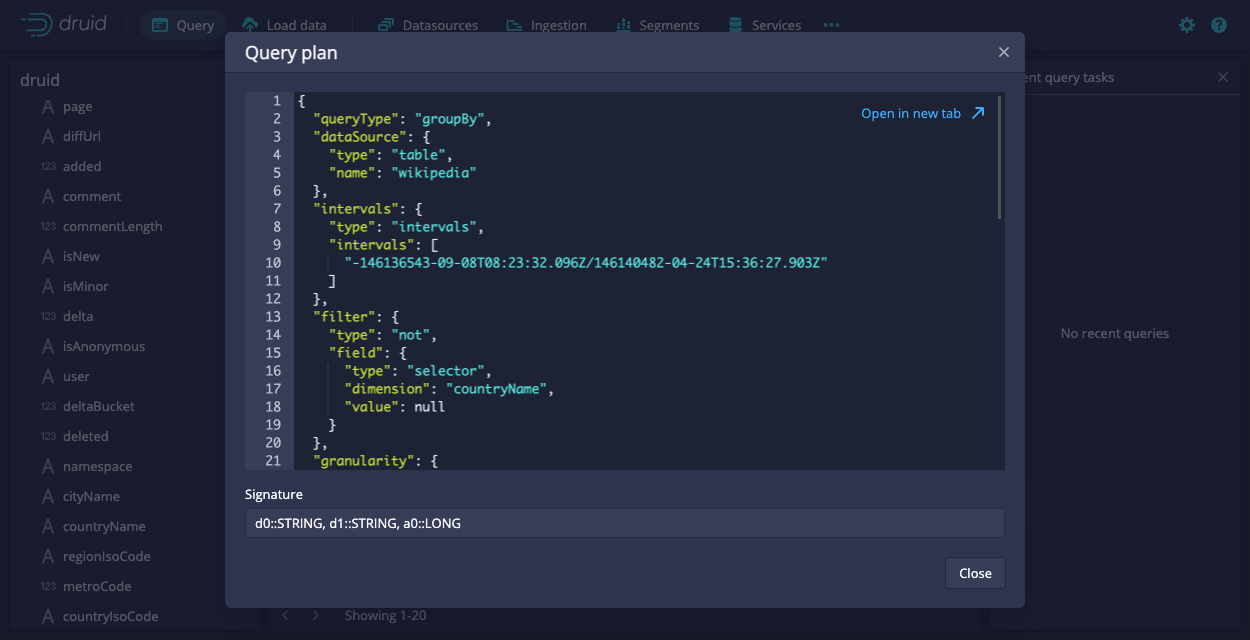 druid
Query
Load data
Datasources
Ingestion
Segments
Services
Query plan
1 {
2 "queryType": "groupBy",
3 "dataSource": {
4 "type": "table",
5 "name": "wikipedia"
6 },
7 "intervals": {
8 "type": "intervals",
9 "intervals": [
10 "-146136543-09-08T08:23:32.096Z/146140482-04-24T15:36:27.903Z"
11 ]
12 },
13 "filter": {
14 "type": "not",
15 "field": {
16 "type": "selector",
17 "dimension": "countryName",
18 "value": null
19 }
20 },
21 "granularity": {
Open in new tab
Signature
d0::STRING, d1::STRING, a0::LONG
Close
druid
A page
A diffUrl
123 added
A comment
123 commentLength
A isNew
A isMinor
123 delta
A isAnonymous
A user
123 deltaBucket
123 deleted
A namespace
A cityName
A countryName
A regionIsoCode
123 metroCode
A countryIsoCode
Showing 1-20
query tasks
No recent queries